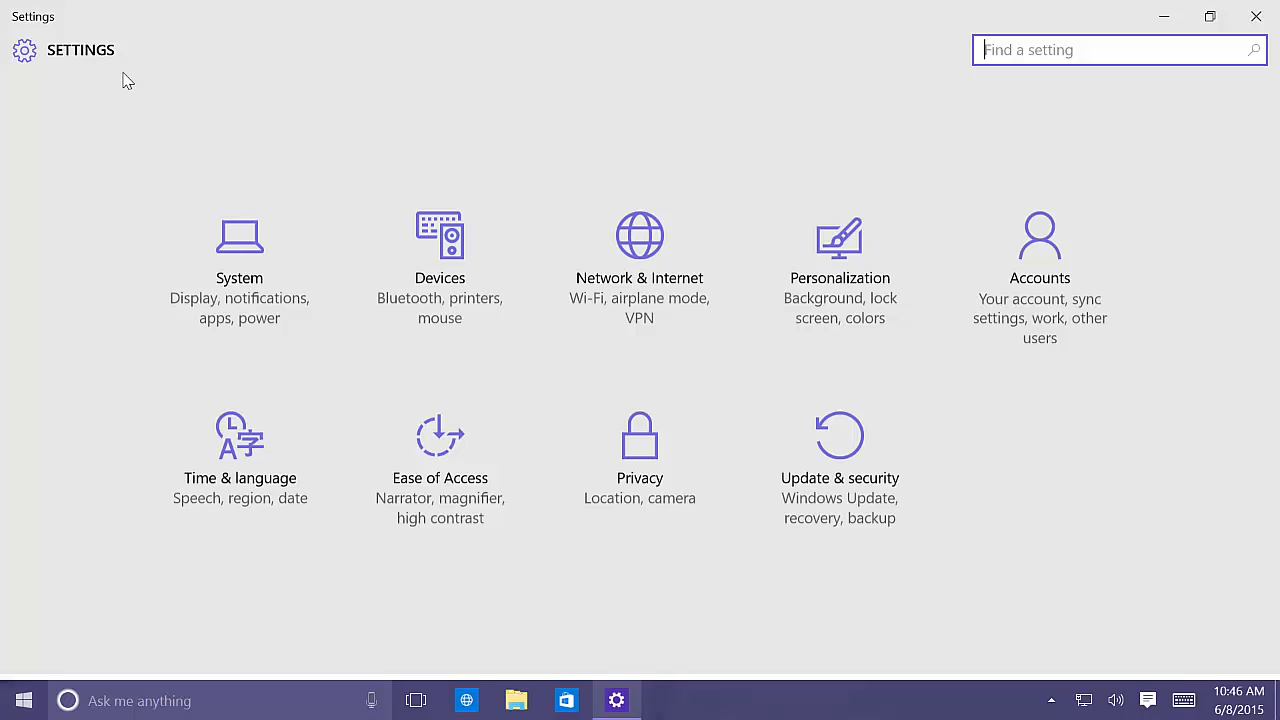 Settings
SETTINGS
Find a setting
System
Display, notifications,
apps, power
Devices
Bluetooth, printers,
mouse
Network & Internet
Wi-Fi, airplane mode,
VPN
Personalization
Background, lock
screen, colors
Accounts
Your account, sync
settings, work, other
users
Time & language
Speech, region, date
Ease of Access
Narrator, magnifier,
high contrast
Privacy
Location, camera
Update & security
Windows Update,
recovery, backup
Ask me anything
10:46 AM
6/8/2015